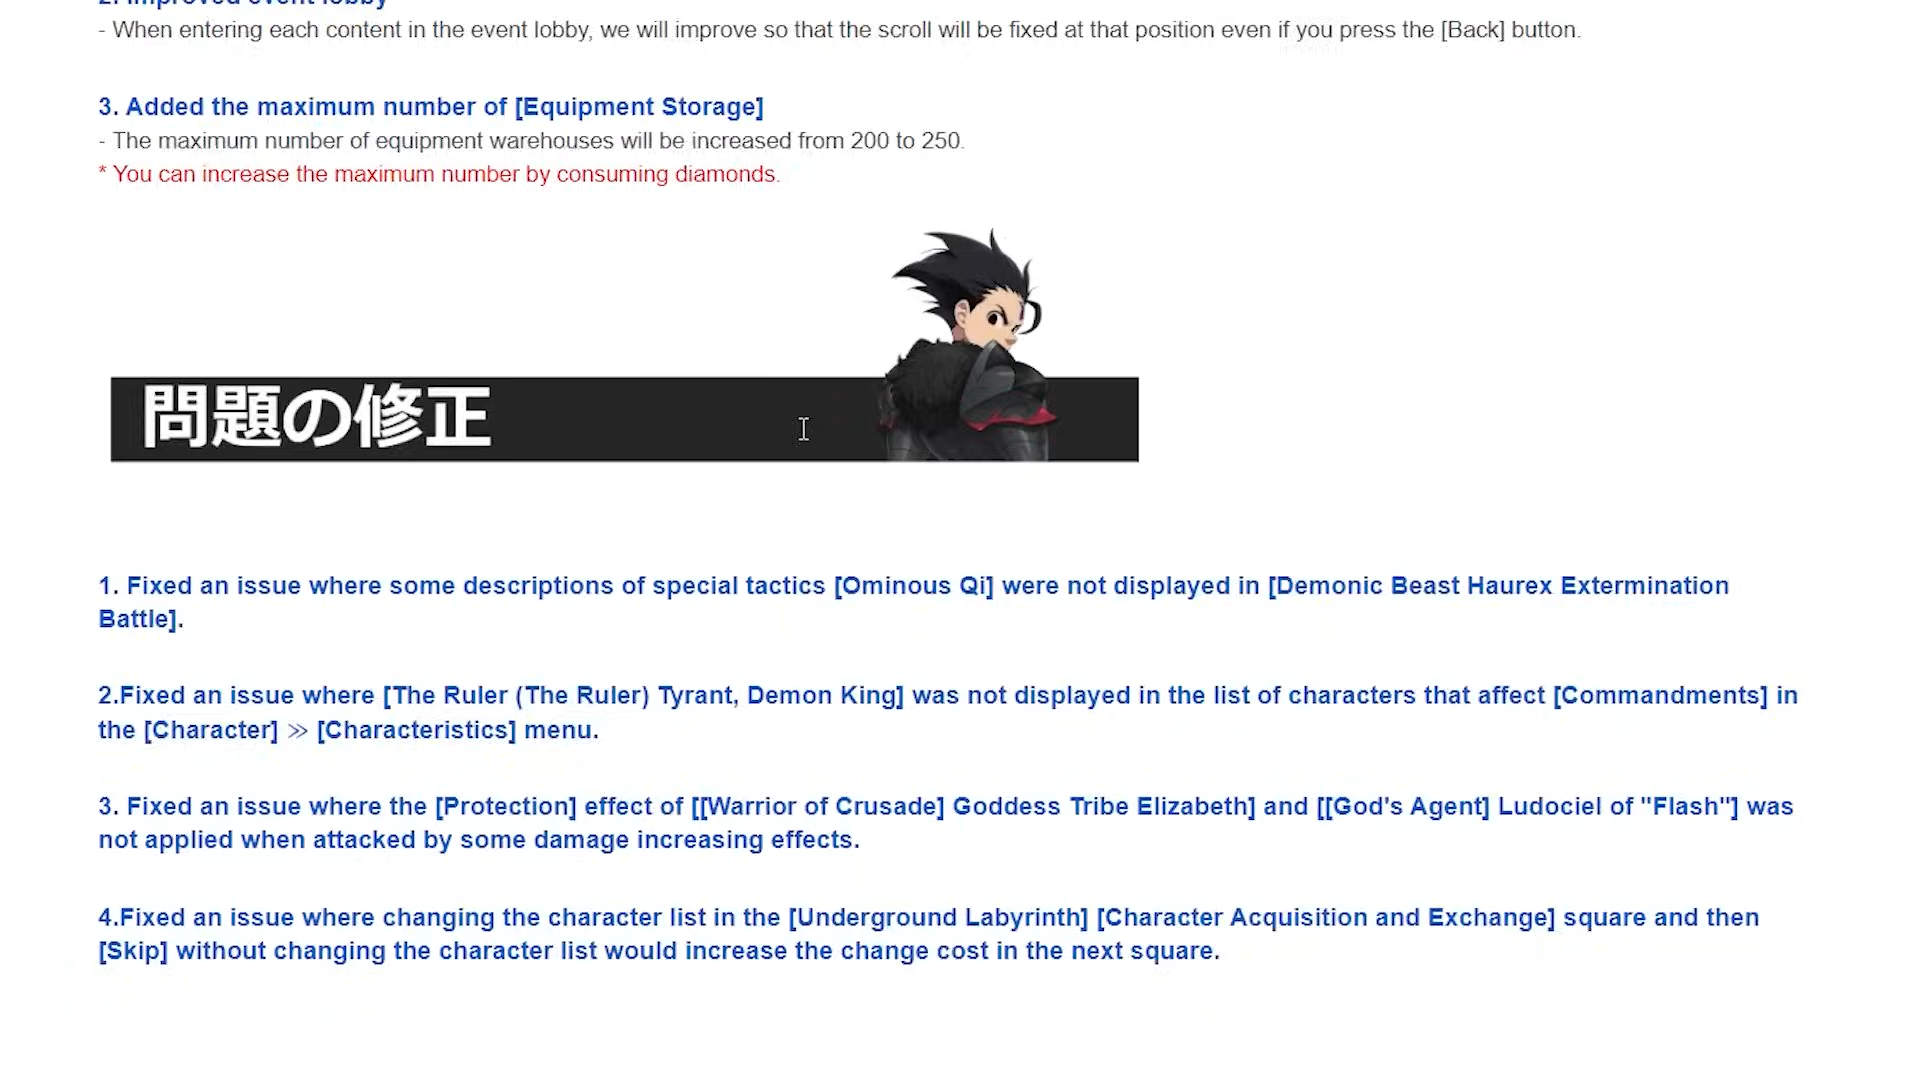 2. Improved event lobby
- When entering each content in the event lobby, we will improve so that the scroll will be fixed at that position even if you press the [Back] button.
3. Added the maximum number of [Equipment Storage]
- The maximum number of equipment warehouses will be increased from 200 to 250.
* You can increase the maximum number by consuming diamonds.
問題の修正
1. Fixed an issue where some descriptions of special tactics [Ominous Qi] were not displayed in [Demonic Beast Haurex Extermination
Battle].
2.Fixed an issue where [The Ruler (The Ruler) Tyrant, Demon King] was not displayed in the list of characters that affect [Commandments] in
the [Character] ≫ [Characteristics] menu.
3. Fixed an issue where the [Protection] effect of [[Warrior of Crusade] Goddess Tribe Elizabeth] and [[God's Agent] Ludociel of "Flash"] was
not applied when attacked by some damage increasing effects.
4.Fixed an issue where changing the character list in the [Underground Labyrinth] [Character Acquisition and Exchange] square and then
[Skip] without changing the character list would increase the change cost in the next square.